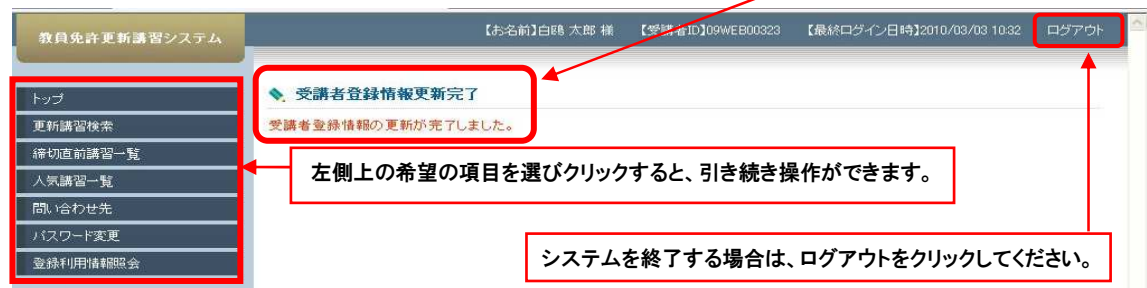 教員免許更新講習システム
【お名前】白鴎 太郎 様 【受講者ID】09WEB00323 【最終ログイン日時】2010/03/03 10:32 ログアウト
トップ
更新講習検索
締切直前講習一覧
人気講習一覧
問い合わせ先
パスワード変更
登録利用情報照会
受講者登録情報更新完了
受講者登録情報の更新が完了しました。
左側上の希望の項目を選びクリックすると、引き続き操作ができます。
システムを終了する場合は、ログアウトをクリックしてください。